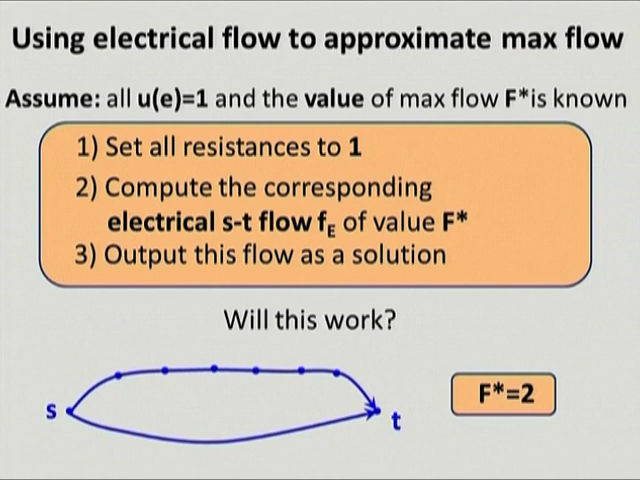 Using electrical flow to approximate max flow
Assume: all u(e)=1 and the value of max flow F*is known
1) Set all resistances to 1
2) Compute the corresponding
electrical s-t flow fE of value F*
3) Output this flow as a solution
Will this work?
s
t
F*=2